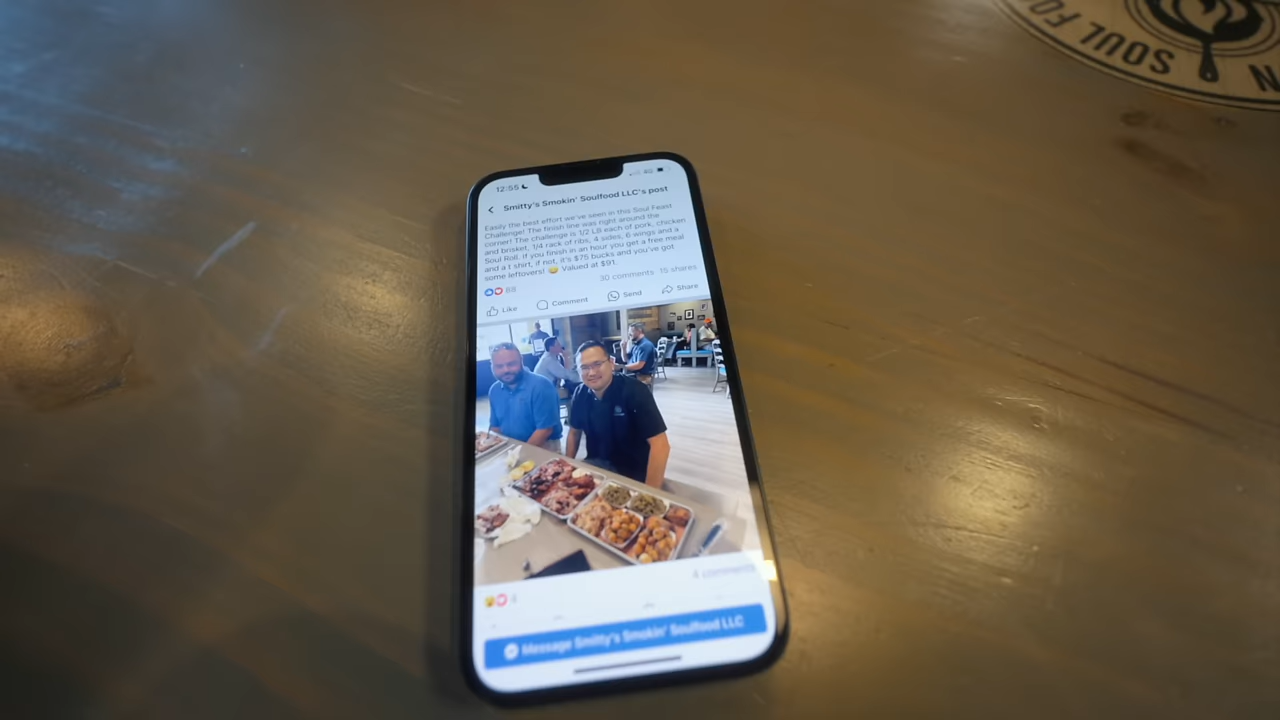 SOUL FO
N
12:55
Smitty's Smokin' Soulfood LLC's post
Easily the best effort we've seen in this Soul Feast
Challenge! The finish line was right around the
corner! The challenge is 1/2 LB each of pork, chicken
and brisket, 1/4 rack of ribs, 4 sides, 6 wings and a
Soul Roll. If you finish in an hour you get a free meal
and a t shirt, if not, it's $75 bucks and you've got
some leftovers! 😅 Valued at $91.
88 30 comments 15 shares
Like Comment Send Share
4 comments
Message Smitty's Smokin' Soulfood LLC